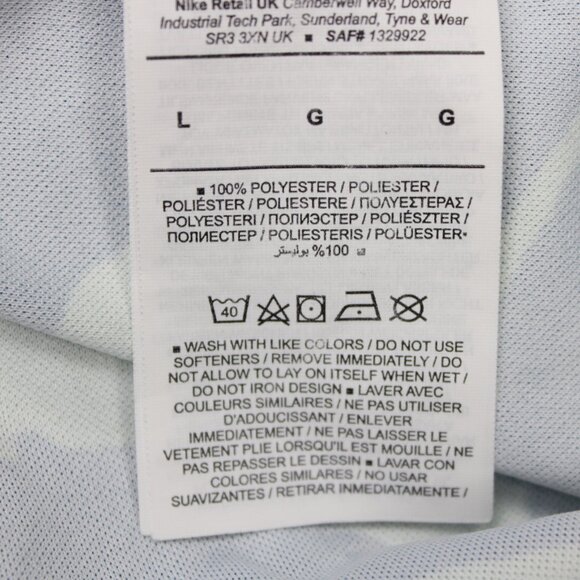 Nike Retail UK Camberwell Way, Doxford
Industrial Tech Park, Sunderland, Tyne & Wear
SR3 3XN UK ■ SAF# 1329922
L G G
■ 100% POLYESTER / POLIESTER /
POLIÉSTER / POLIESTERE / ΠΟΛΥΕΣΤΕΡΑΣ /
POLYESTERI / ПОЛИЭСТЕР / POLIÉSZTER /
ПОЛИЕСТЕР / POLIESTERIS / POLÜESTER*
100% بوليستر ■
40
■ WASH WITH LIKE COLORS / DO NOT USE
SOFTENERS / REMOVE IMMEDIATELY / DO
NOT ALLOW TO LAY ON ITSELF WHEN WET /
DO NOT IRON DESIGN ■ LAVER AVEC
COULEURS SIMILAIRES / NE PAS UTILISER
D'ADOUCISSANT / ENLEVER
IMMEDIATEMENT / NE PAS LAISSER LE
VETEMENT PLIE LORSQU'IL EST MOUILLE / NE
PAS REPASSER LE DESSIN ■ LAVAR CON
COLORES SIMILARES / NO USAR
SUAVIZANTES / RETIRAR INMEDIATAMENTE /